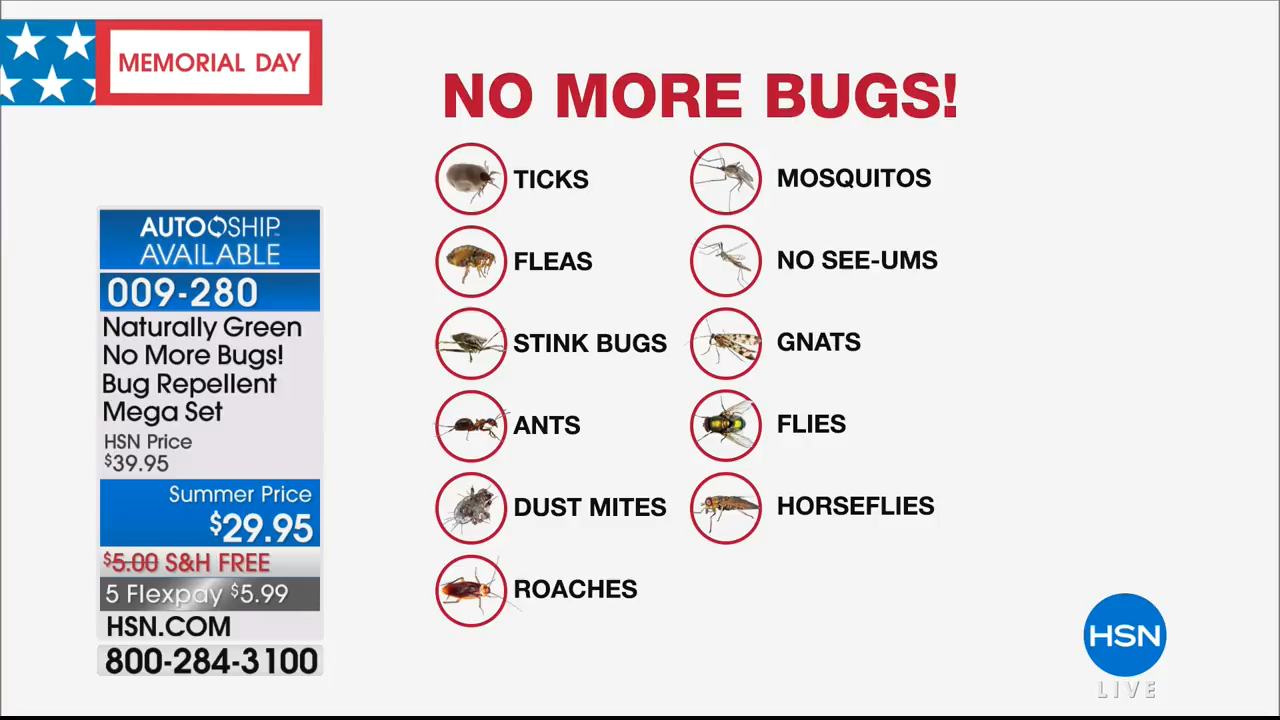 MEMORIAL DAY
NO MORE BUGS!
TICKS
FLEAS
STINK BUGS
ANTS
DUST MITES
ROACHES
MOSQUITOS
NO SEE-UMS
GNATS
FLIES
HORSEFLIES
AUTOSHIP
AVAILABLE
009-280
Naturally Green
No More Bugs!
Bug Repellent
Mega Set
HSN Price
$39.95
Summer Price
$29.95
$5.00 S&H FREE
5 Flexpay $5.99
HSN.COM
800-284-3100
HSN
LIVE